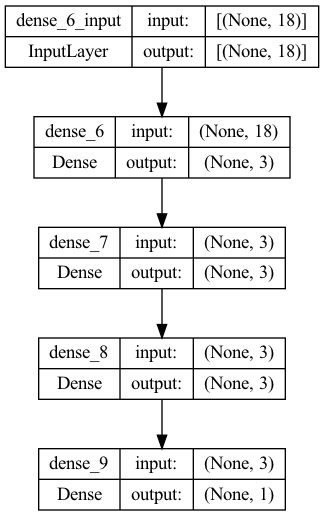 dense_6_input input: [(None, 18)]
InputLayer output: [(None, 18)]
dense_6 input: (None, 18)
Dense output: (None, 3)
dense_7 input: (None, 3)
Dense output: (None, 3)
dense_8 input: (None, 3)
Dense output: (None, 3)
dense_9 input: (None, 3)
Dense output: (None, 1)